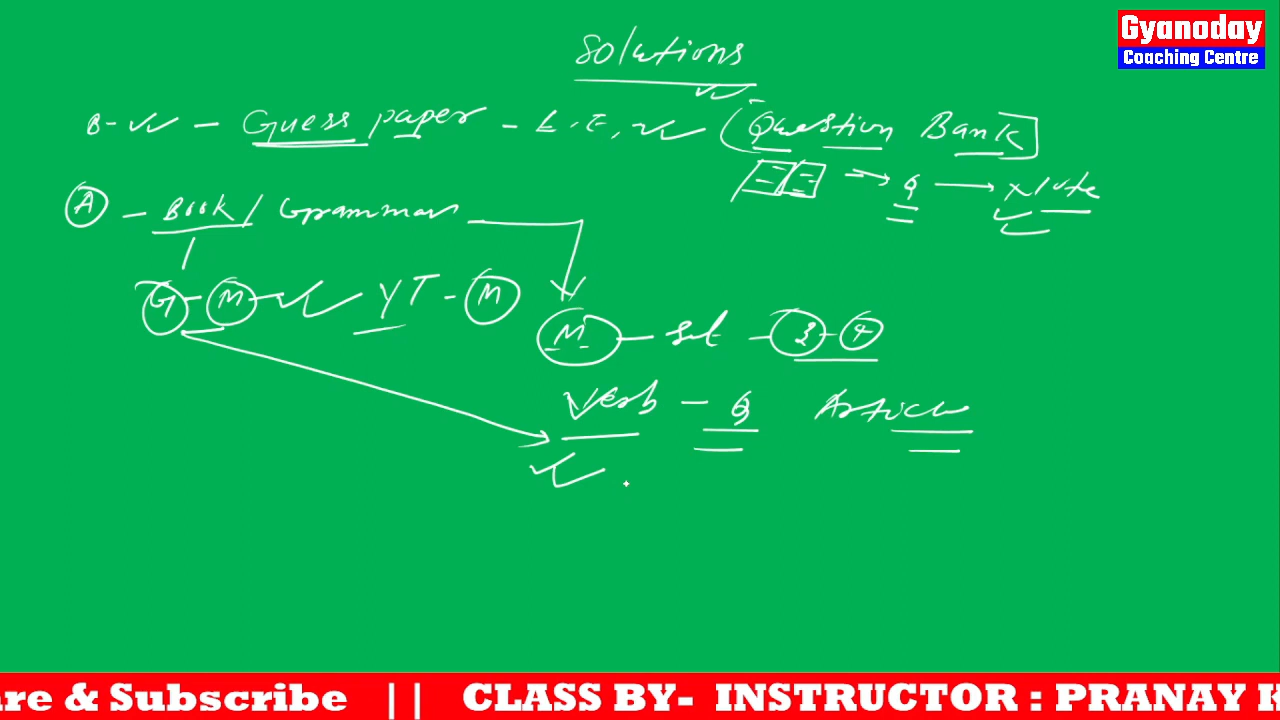 Gyanoday
Coaching Centre
Solutions
B- — Guess paper - (Question Bank)
Q
A - Book / Grammar
G - M YT - M
M - Set - 3 - 4
Verb - Q Article
are & Subscribe || CLASS BY- INSTRUCTOR : PRANAY K